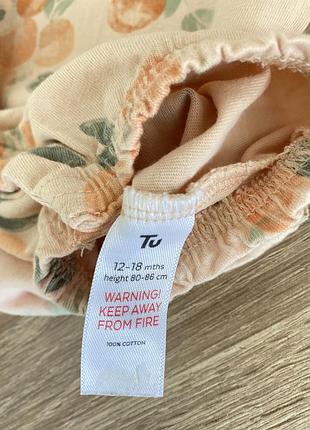 Tu
12-18 mths
height 80-86 cm
WARNING!
KEEP AWAY
FROM FIRE
100% COTTON